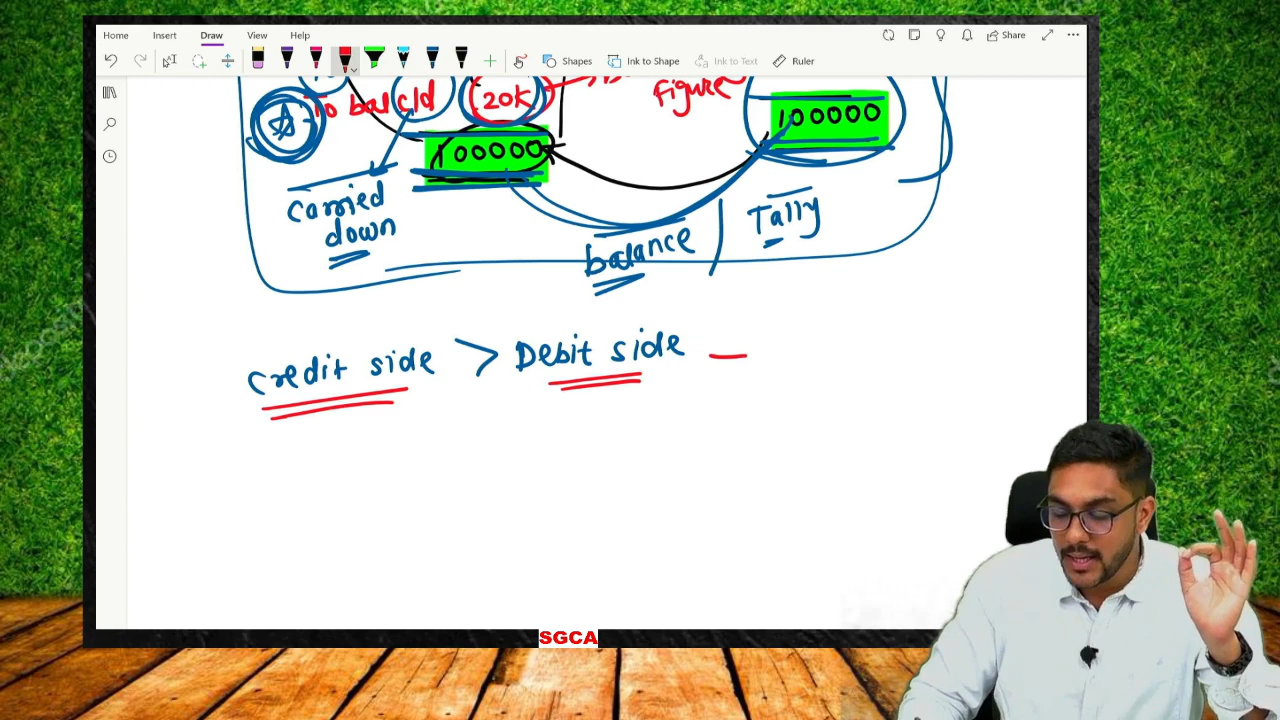 Home Insert Draw View Help
Share
Shapes Ink to Shape Ink to Text Ruler
To bal c/d 20K
Figure
100000
100000
Carried
down
Tally
balance
Credit side > Debit side —
SGCA